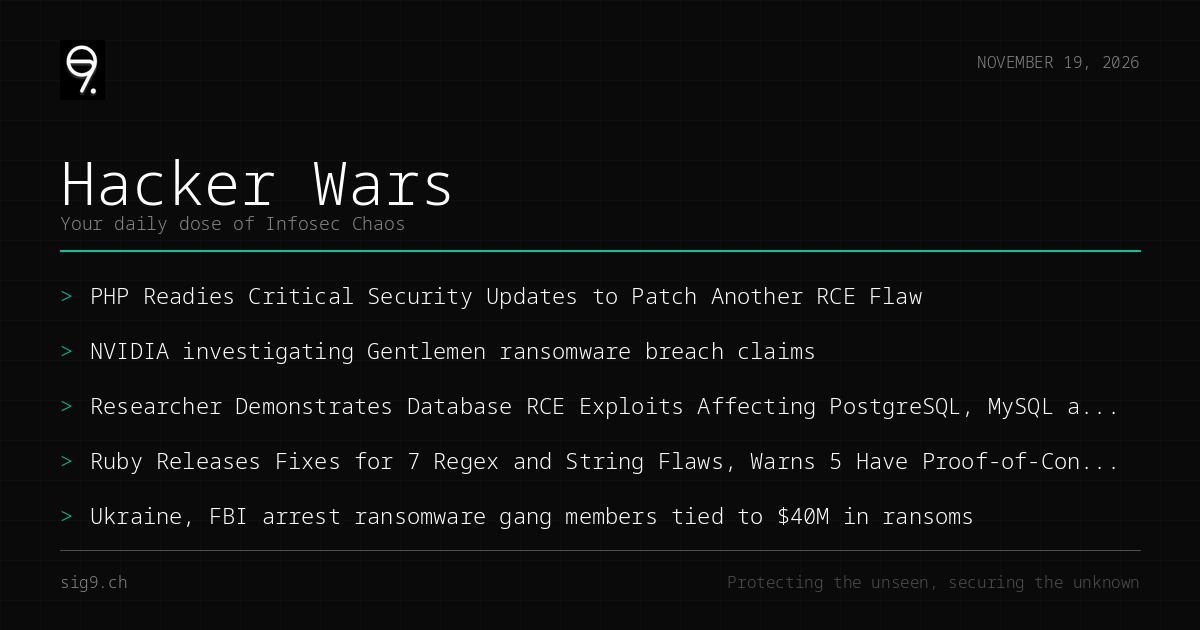 NOVEMBER 19, 2026
Hacker Wars
Your daily dose of Infosec Chaos
> PHP Readies Critical Security Updates to Patch Another RCE Flaw
> NVIDIA investigating Gentlemen ransomware breach claims
> Researcher Demonstrates Database RCE Exploits Affecting PostgreSQL, MySQL a...
> Ruby Releases Fixes for 7 Regex and String Flaws, Warns 5 Have Proof-of-Con...
> Ukraine, FBI arrest ransomware gang members tied to $40M in ransoms
sig9.ch
Protecting the unseen, securing the unknown